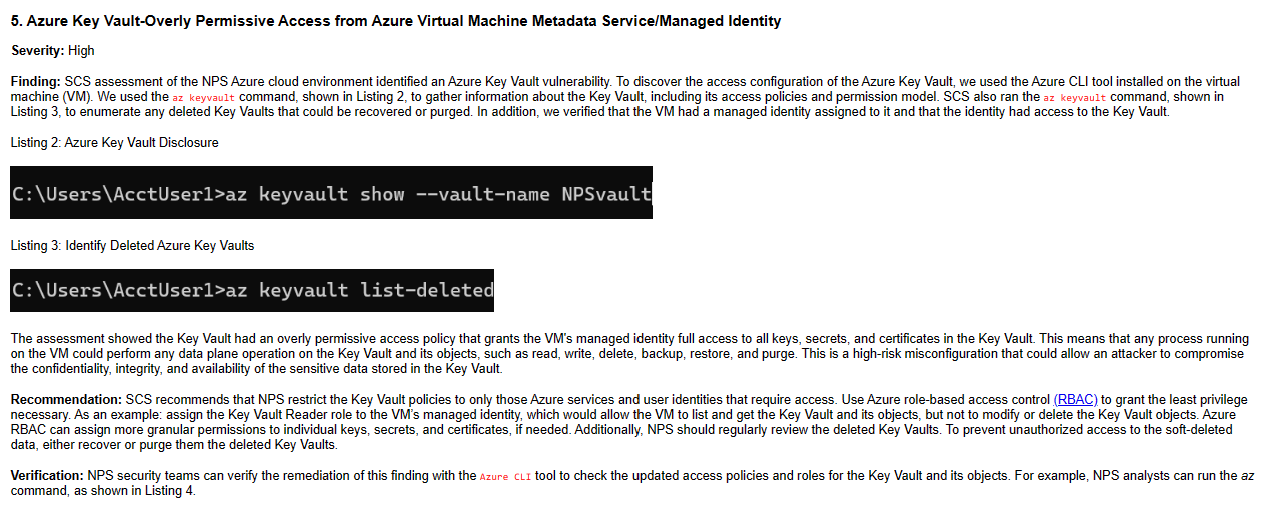 5. Azure Key Vault-Overly Permissive Access from Azure Virtual Machine Metadata Service/Managed Identity
Severity: High
Finding: SCS assessment of the NPS Azure cloud environment identified an Azure Key Vault vulnerability. To discover the access configuration of the Azure Key Vault, we used the Azure CLI tool installed on the virtual
machine (VM). We used the az keyvault command, shown in Listing 2, to gather information about the Key Vault, including its access policies and permission model. SCS also ran the az keyvault command, shown in
Listing 3, to enumerate any deleted Key Vaults that could be recovered or purged. In addition, we verified that the VM had a managed identity assigned to it and that the identity had access to the Key Vault.
Listing 2: Azure Key Vault Disclosure
C:\Users\AcctUser1>az keyvault show --vault-name NPSvault
Listing 3: Identify Deleted Azure Key Vaults
C:\Users\AcctUser1>az keyvault list-deleted
The assessment showed the Key Vault had an overly permissive access policy that grants the VM's managed identity full access to all keys, secrets, and certificates in the Key Vault. This means that any process running
on the VM could perform any data plane operation on the Key Vault and its objects, such as read, write, delete, backup, restore, and purge. This is a high-risk misconfiguration that could allow an attacker to compromise
the confidentiality, integrity, and availability of the sensitive data stored in the Key Vault.
Recommendation: SCS recommends that NPS restrict the Key Vault policies to only those Azure services and user identities that require access. Use Azure role-based access control (RBAC) to grant the least privilege
necessary. As an example: assign the Key Vault Reader role to the VM's managed identity, which would allow the VM to list and get the Key Vault and its objects, but not to modify or delete the Key Vault objects. Azure
RBAC can assign more granular permissions to individual keys, secrets, and certificates, if needed. Additionally, NPS should regularly review the deleted Key Vaults. To prevent unauthorized access to the soft-deleted
data, either recover or purge them the deleted Key Vaults.
Verification: NPS security teams can verify the remediation of this finding with the Azure CLI tool to check the updated access policies and roles for the Key Vault and its objects. For example, NPS analysts can run the az
command, as shown in Listing 4.